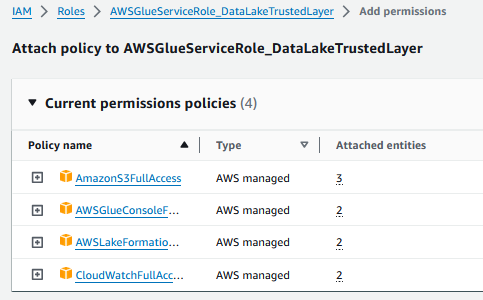 IAM > Roles > AWSGlueServiceRole_DataLakeTrustedLayer > Add permissions
Attach policy to AWSGlueServiceRole_DataLakeTrustedLayer
Current permissions policies (4)
Policy name Type Attached entities
AmazonS3FullAccess AWS managed 3
AWSGlueConsoleF... AWS managed 2
AWSLakeFormatio... AWS managed 2
CloudWatchFullAcc... AWS managed 2